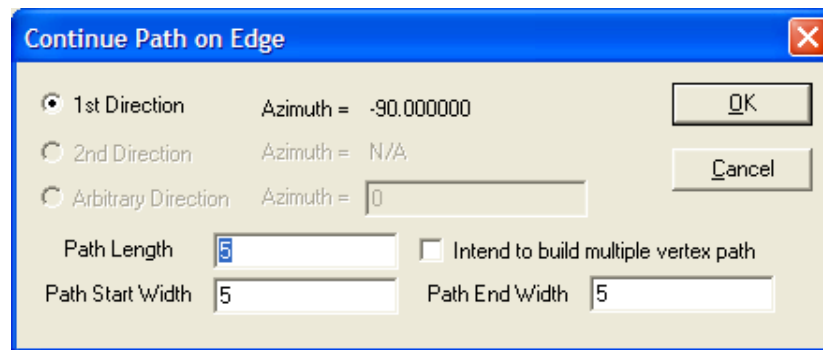 Continue Path on Edge
1st Direction Azimuth = -90.000000 OK
2nd Direction Azimuth = N/A
Cancel
Arbitrary Direction Azimuth = 0
Path Length 5 Intend to build multiple vertex path
Path Start Width 5 Path End Width 5